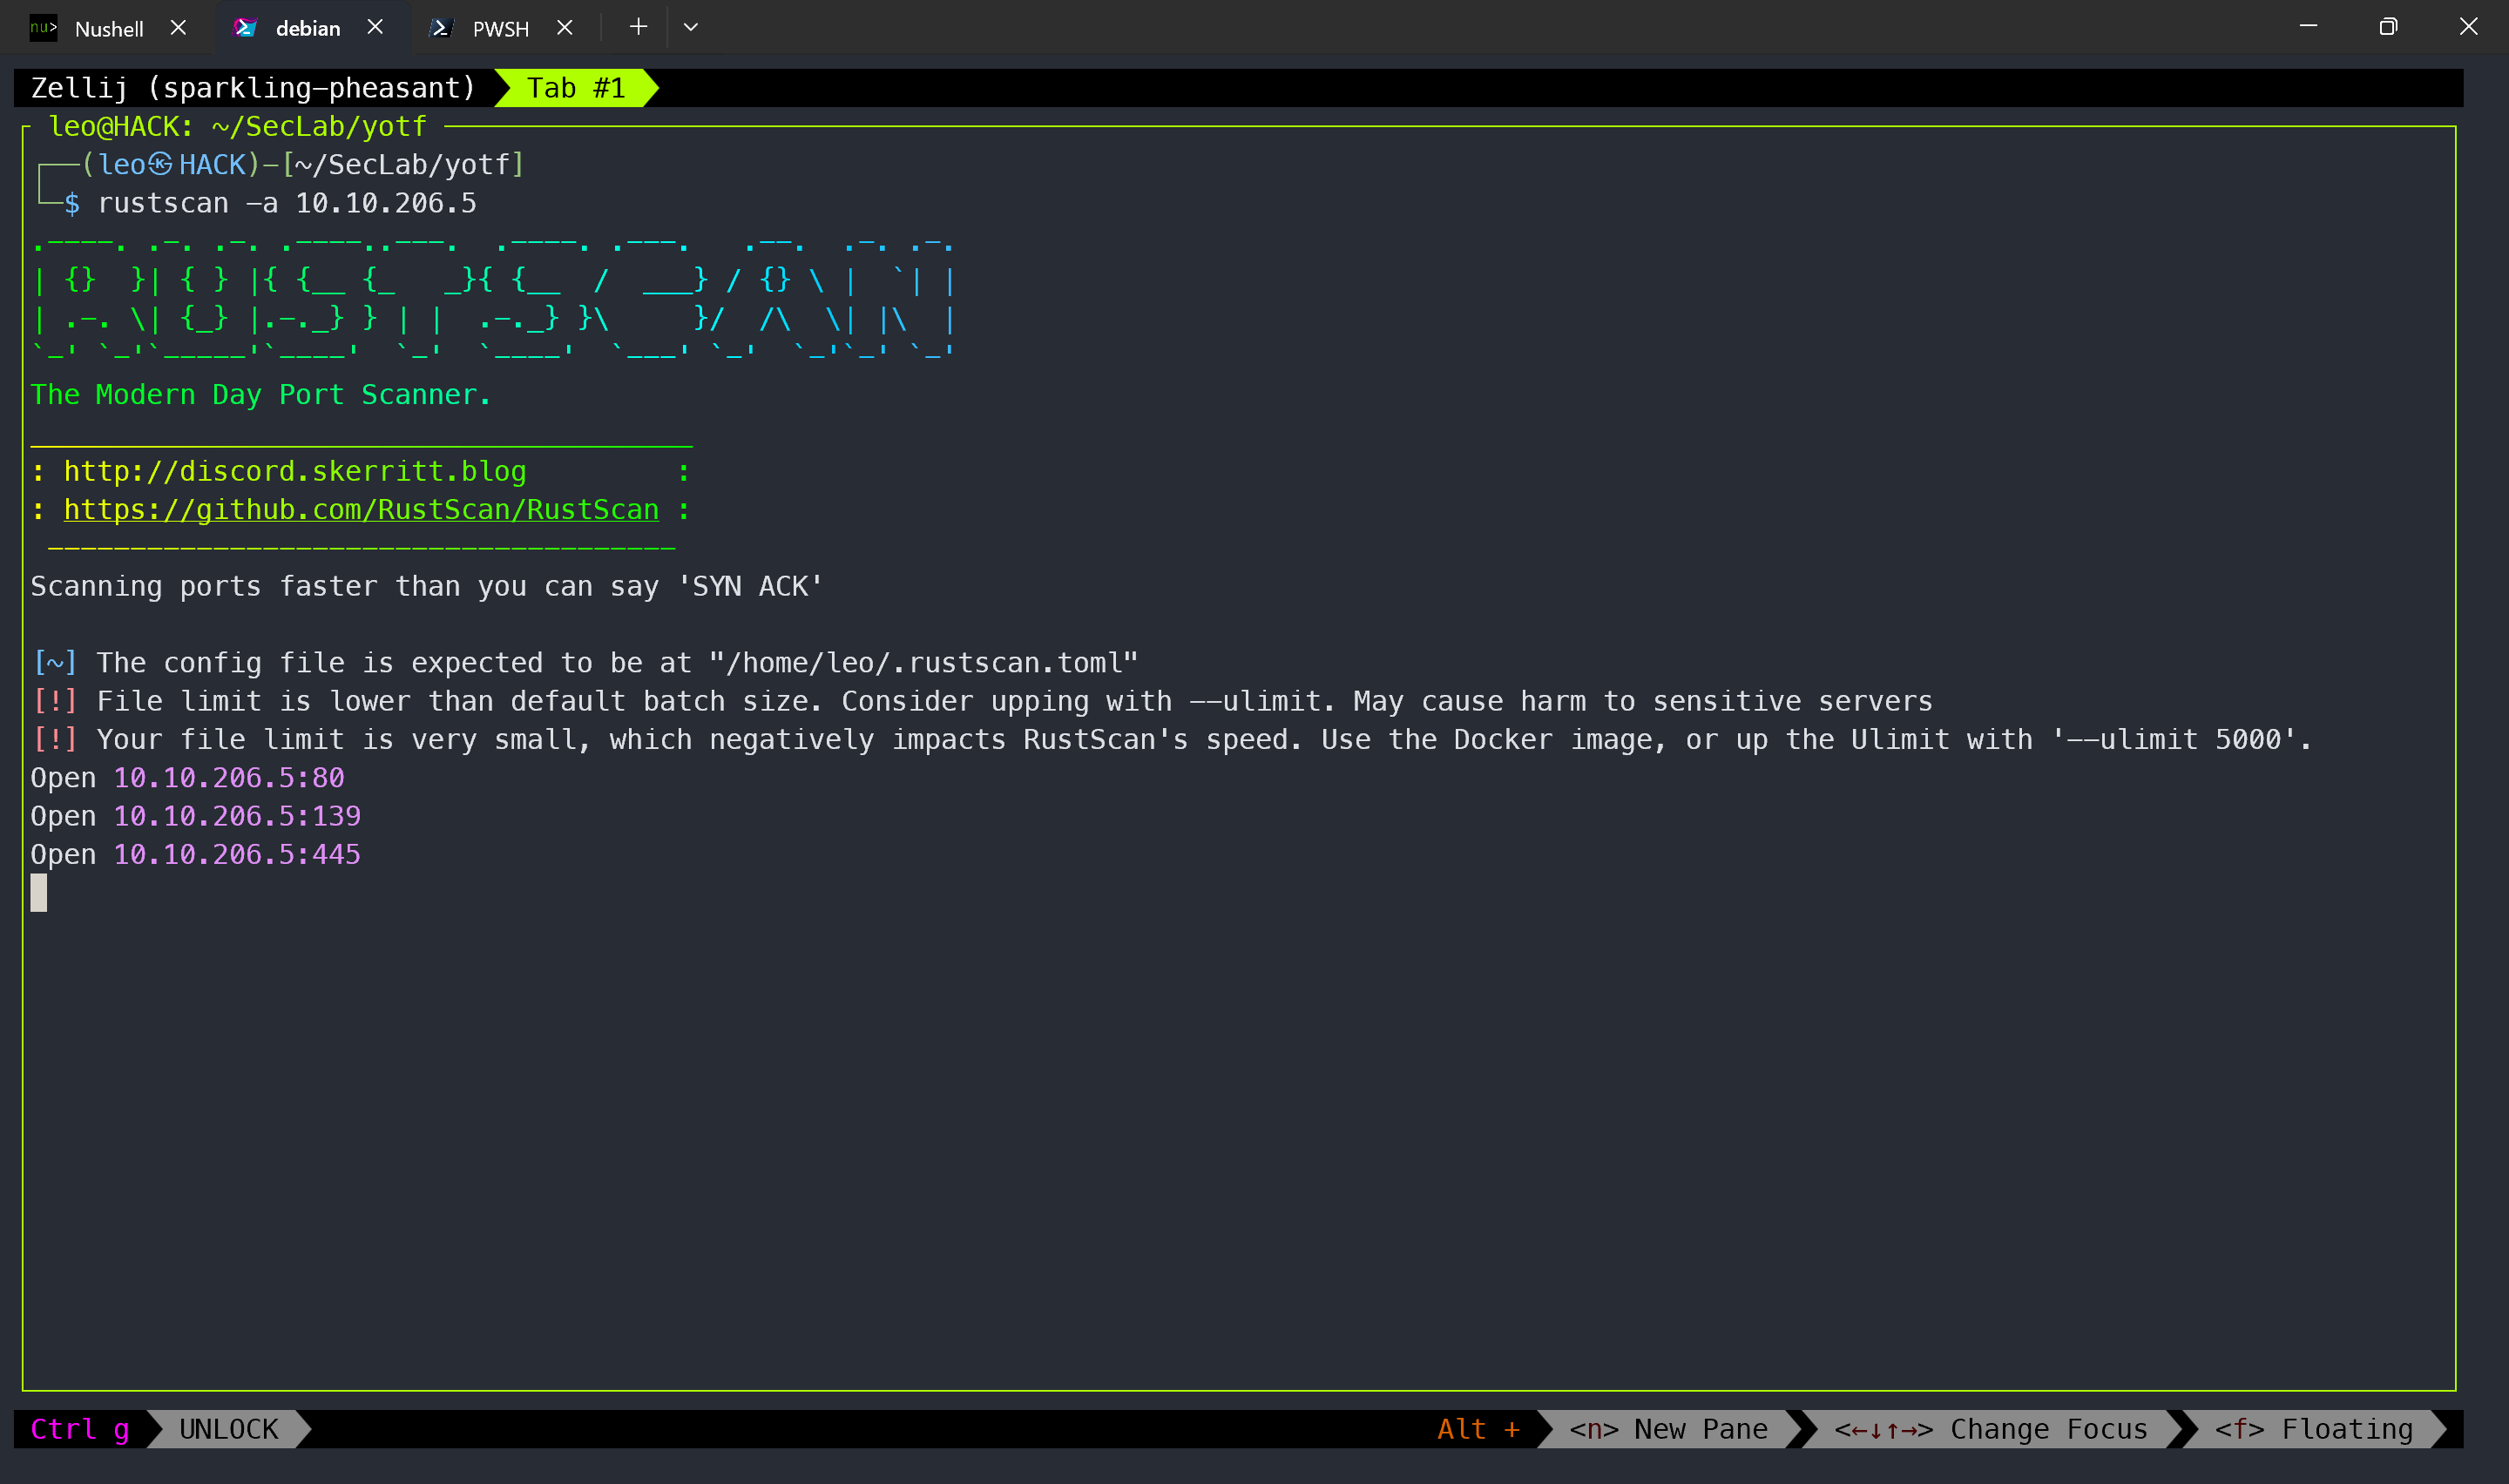 Nushell debian PWSH
Zellij (sparkling-pheasant) Tab #1
leo@HACK: ~/SecLab/yotf
┌──(leo㉿HACK)-[~/SecLab/yotf]
└─$ rustscan -a 10.10.206.5
.----. .-. .-. .----..---.  .----. .---.   .--.  .-. .-.
| {}  }| { } |{ {__ {_   _}{ {__  /  ___} / {} \ |  `| |
| .-. \| {_} |.-._} } | |  .-._} }\     }/  /\  \| |\  |
`-' `-'`-----'`----'  `-'  `----'  `---' `-'  `-'`-' `-'
The Modern Day Port Scanner.
________________________________________
: http://discord.skerritt.blog         :
: https://github.com/RustScan/RustScan :
 --------------------------------------
Scanning ports faster than you can say 'SYN ACK'
[~] The config file is expected to be at "/home/leo/.rustscan.toml"
[!] File limit is lower than default batch size. Consider upping with --ulimit. May cause harm to sensitive servers
[!] Your file limit is very small, which negatively impacts RustScan's speed. Use the Docker image, or up the Ulimit with '--ulimit 5000'.
Open 10.10.206.5:80
Open 10.10.206.5:139
Open 10.10.206.5:445
Ctrl g UNLOCK Alt + <n> New Pane <←↓↑→> Change Focus <f> Floating